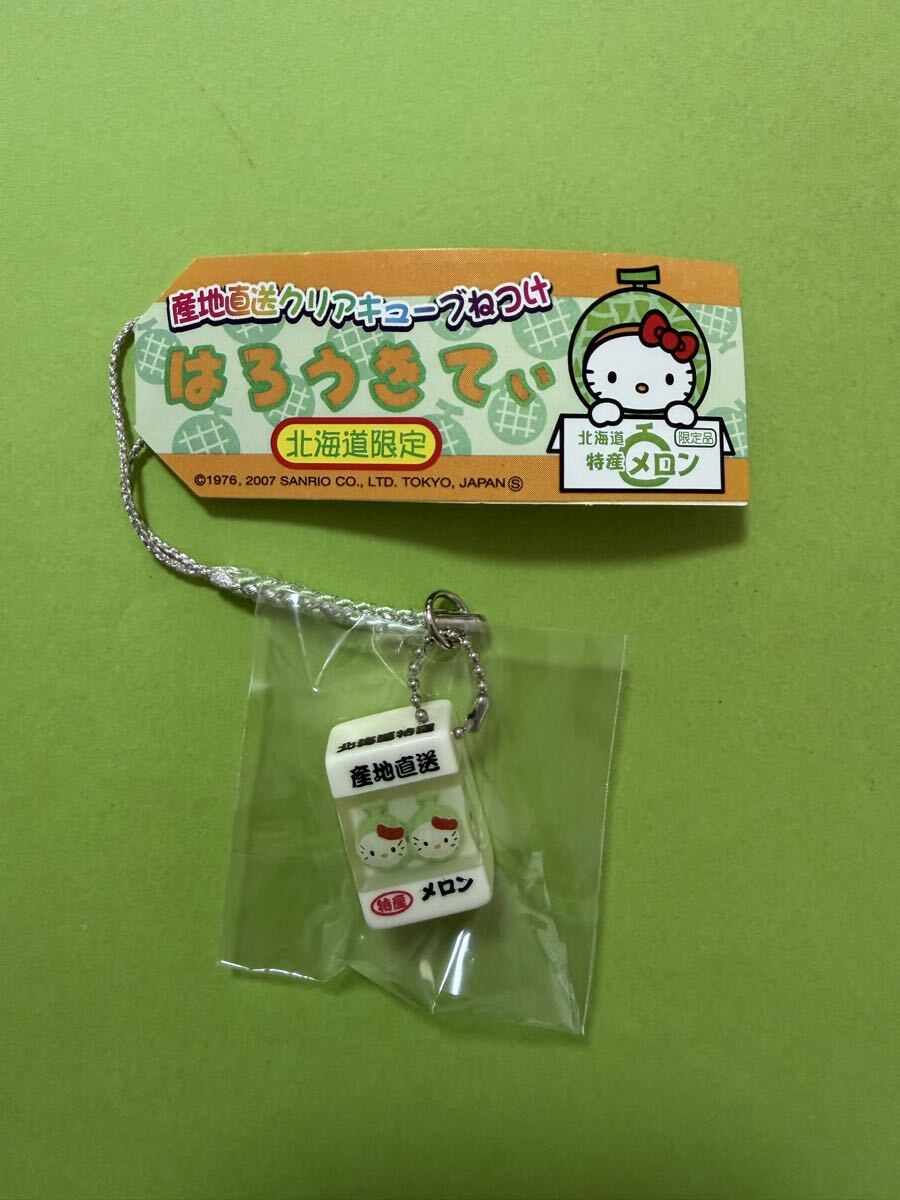 産地直送クリアキューブねつけ
はろうきてぃ
北海道限定
©1976, 2007 SANRIO CO., LTD. TOKYO, JAPAN Ⓢ
北海道
特産
メロン
限定品
北海道特産
産地直送
特産 メロン